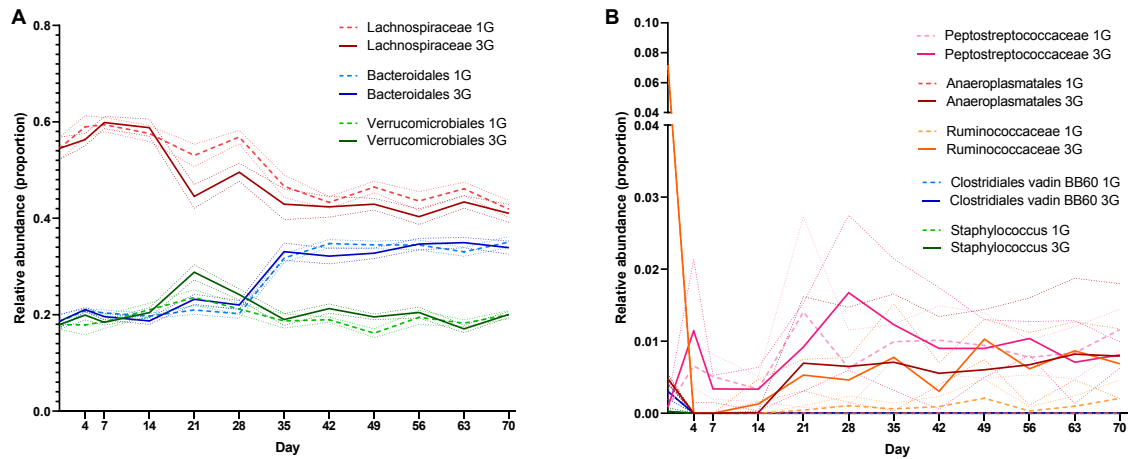 A
Relative abundance (proportion)
0.8
0.6
0.4
0.2
0.0
Lachnospiraceae 1G
Lachnospiraceae 3G
Bacteroidales 1G
Bacteroidales 3G
Verrucomicrobiales 1G
Verrucomicrobiales 3G
4 7 14 21 28 35 42 49 56 63 70
Day
B
Relative abundance (proportion)
0.10
0.08
0.06
0.04
0.04
0.03
0.02
0.01
0.00
Peptostreptococcaceae 1G
Peptostreptococcaceae 3G
Anaeroplasmatales 1G
Anaeroplasmatales 3G
Ruminococcaceae 1G
Ruminococcaceae 3G
Clostridiales vadin BB60 1G
Clostridiales vadin BB60 3G
Staphylococcus 1G
Staphylococcus 3G
4 7 14 21 28 35 42 49 56 63 70
Day